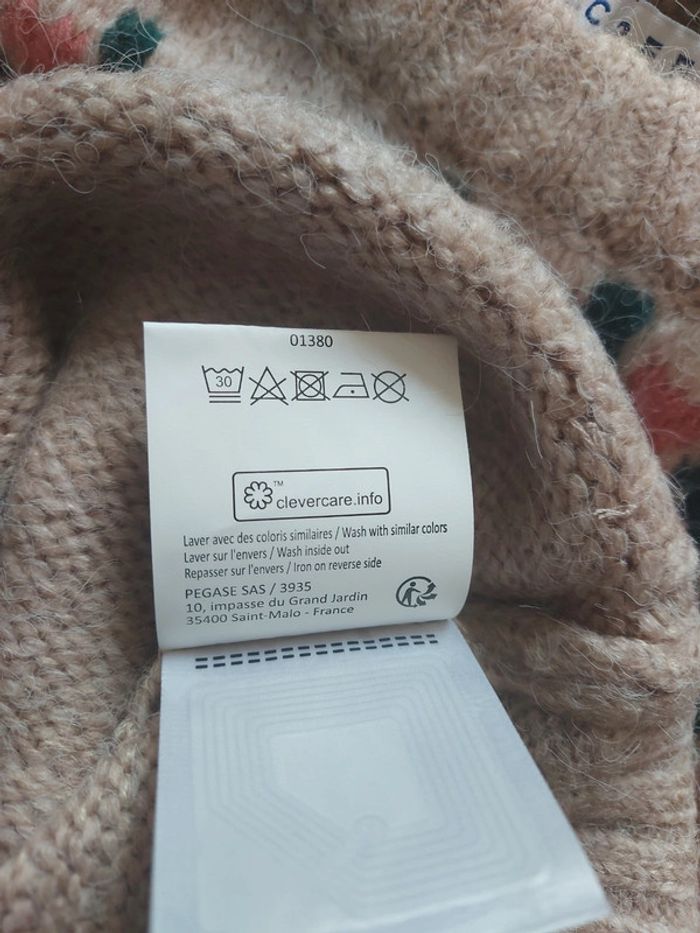 01380
30
TM
clevercare.info
Laver avec des coloris similaires / Wash with similar colors
Laver sur l'envers / Wash inside out
Repasser sur l'envers / Iron on reverse side
PEGASE SAS / 3935
10, impasse du Grand Jardin
35400 Saint-Malo - France